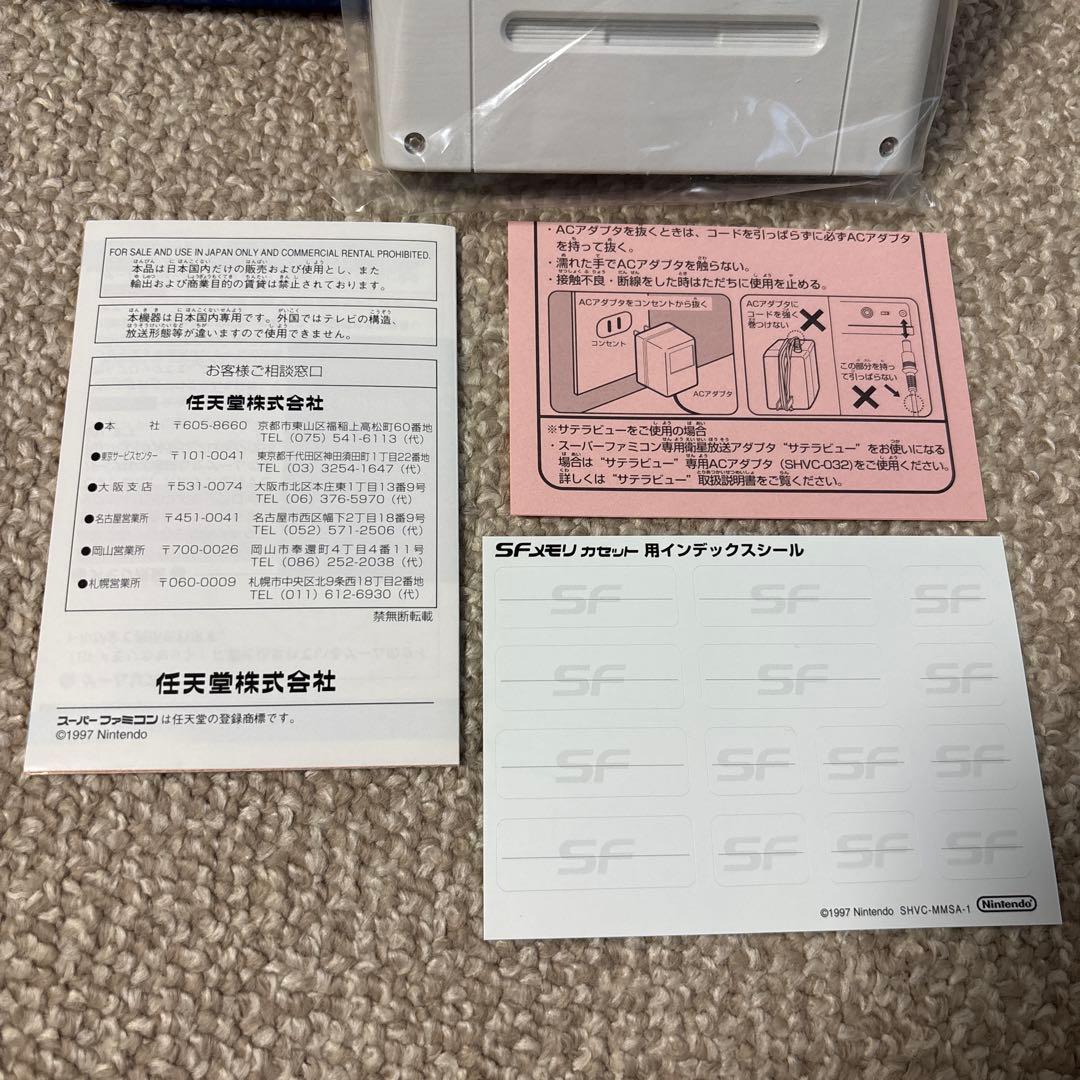 FOR SALE AND USE IN JAPAN ONLY AND COMMERCIAL RENTAL PROHIBITED.
本品は日本国内だけの販売および使用とし、また
輸出および商業目的の賃貸は禁止されております。
本機器は日本国内専用です。外国ではテレビの構造、
放送形態等が違いますので使用できません。
お客様ご相談窓口
任天堂株式会社
●本 社 〒605-8660 京都市東山区福稲上高松町60番地
TEL (075) 541-6113 (代)
●東京サービスセンター 〒101-0041 東京都千代田区神田須田町1丁目22番地
TEL (03) 3254-1647 (代)
●大阪支店 〒531-0074 大阪市北区本庄東1丁目13番9号
TEL (06) 376-5970 (代)
●名古屋営業所 〒451-0041 名古屋市西区幅下2丁目18番9号
TEL (052) 571-2506 (代)
●岡山営業所 〒700-0026 岡山市奉還町4丁目4番11号
TEL (086) 252-2038 (代)
●札幌営業所 〒060-0009 札幌市中央区北9条西18丁目2番地
TEL (011) 612-6930 (代)
禁無断転載
任天堂株式会社
スーパーファミコンは任天堂の登録商標です。
©1997 Nintendo
・ACアダプタを抜くときは、コードを引っぱらずに必ずACアダプタ
を持って抜く。
・濡れた手でACアダプタを触らない。
・接触不良・断線をした時はただちに使用を止める。
ACアダプタをコンセントから抜く
コンセント
ACアダプタ
ACアダプタに
コードを強く
巻つけない
この部分を持っ
て引っぱらない
※サテラビューをご使用の場合
・スーパーファミコン専用衛星放送アダプタ“サテラビュー”をお使いになる
場合は“サテラビュー”専用ACアダプタ(SHVC-032)をご使用ください。
詳しくは“サテラビュー”取扱説明書をご覧ください。
SFメモリ カセット 用インデックスシール
SF SF SF
SF SF SF
SF SF SF SF
SF SF SF SF
©1997 Nintendo SHVC-MMSA-1 Nintendo